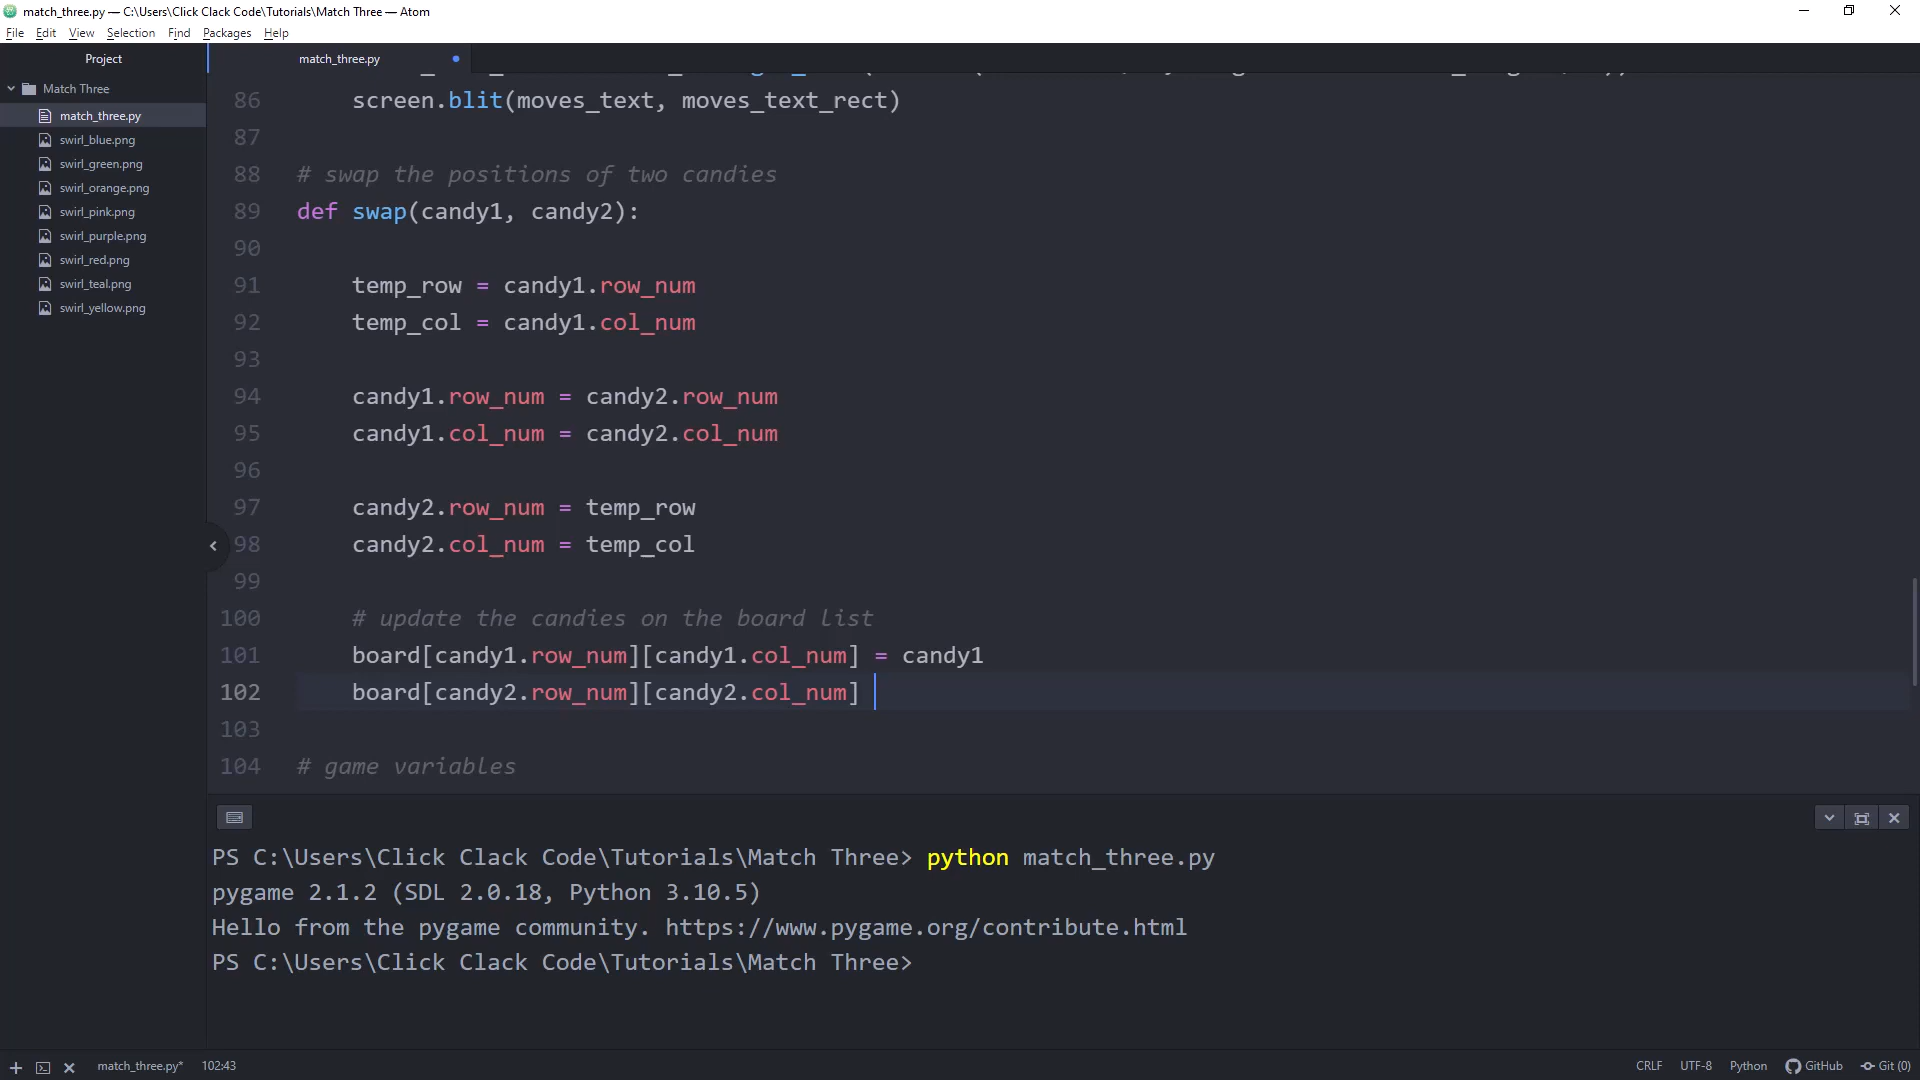 match_three.py — C:\Users\Click Clack Code\Tutorials\Match Three — Atom
File Edit View Selection Find Packages Help
Project
match_three.py
Match Three
match_three.py
swirl_blue.png
swirl_green.png
swirl_orange.png
swirl_pink.png
swirl_purple.png
swirl_red.png
swirl_teal.png
swirl_yellow.png
86 screen.blit(moves_text, moves_text_rect)
87
88 # swap the positions of two candies
89 def swap(candy1, candy2):
90
91 temp_row = candy1.row_num
92 temp_col = candy1.col_num
93
94 candy1.row_num = candy2.row_num
95 candy1.col_num = candy2.col_num
96
97 candy2.row_num = temp_row
98 candy2.col_num = temp_col
99
100 # update the candies on the board list
101 board[candy1.row_num][candy1.col_num] = candy1
102 board[candy2.row_num][candy2.col_num]
103
104 # game variables
PS C:\Users\Click Clack Code\Tutorials\Match Three> python match_three.py
pygame 2.1.2 (SDL 2.0.18, Python 3.10.5)
Hello from the pygame community. https://www.pygame.org/contribute.html
PS C:\Users\Click Clack Code\Tutorials\Match Three>
match_three.py* 102:43 CRLF UTF-8 Python GitHub Git (0)